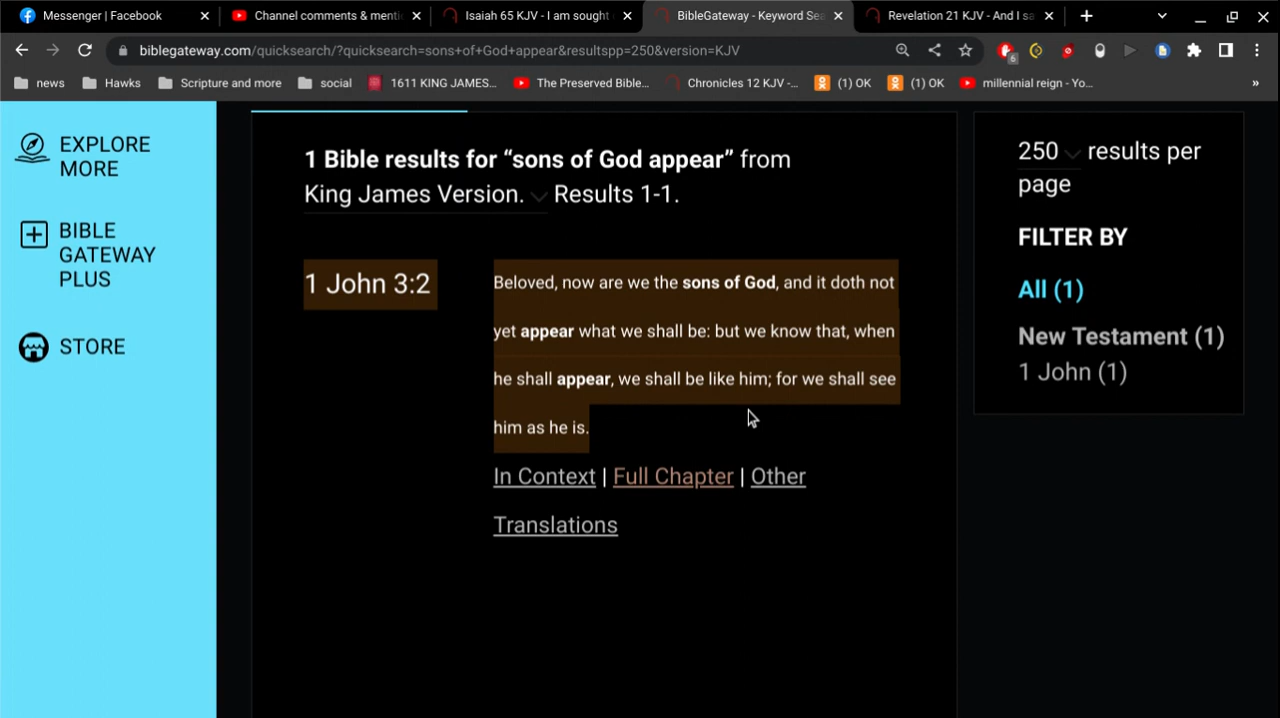 Messenger | Facebook
Channel comments & menti
Isaiah 65 KJV - I am sought
BibleGateway - Keyword Sea
Revelation 21 KJV - And I sa
biblegateway.com/quicksearch/?quicksearch=sons+of+God+appear&resultspp=250&version=KJV
6
news
Hawks
Scripture and more
social
1611 KING JAMES...
The Preserved Bible...
Chronicles 12 KJV -...
(1) OK
(1) OK
millennial reign - Yo...
»
EXPLORE
MORE
BIBLE
GATEWAY
PLUS
STORE
1 Bible results for “sons of God appear” from
King James Version. Results 1-1.
1 John 3:2
Beloved, now are we the sons of God, and it doth not
yet appear what we shall be: but we know that, when
he shall appear, we shall be like him; for we shall see
him as he is.
In Context | Full Chapter | Other
Translations
250 results per
page
FILTER BY
All (1)
New Testament (1)
1 John (1)